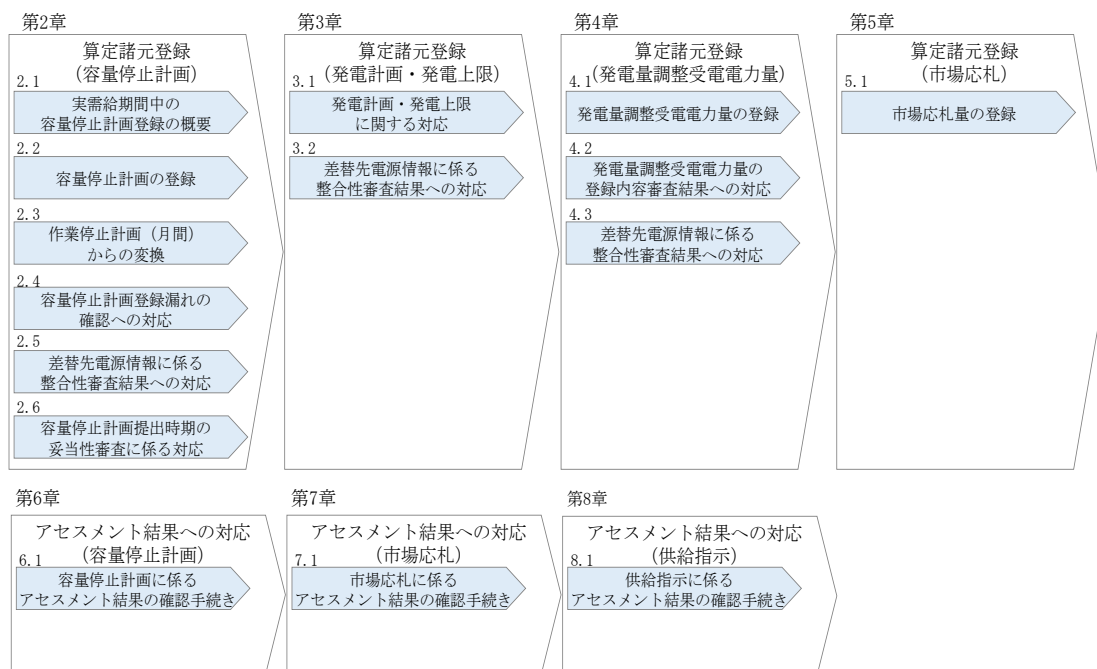 第2章
算定諸元登録
(容量停止計画)
2.1
実需給期間中の
容量停止計画登録の概要
2.2
容量停止計画の登録
2.3
作業停止計画（月間）
からの変換
2.4
容量停止計画登録漏れの
確認への対応
2.5
差替先電源情報に係る
整合性審査結果への対応
2.6
容量停止計画提出時期の
妥当性審査に係る対応
第3章
算定諸元登録
(発電計画・発電上限)
3.1
発電計画・発電上限
に関する対応
3.2
差替先電源情報に係る
整合性審査結果への対応
第4章
算定諸元登録
(発電量調整受電電力量)
4.1
発電量調整受電電力量の登録
4.2
発電量調整受電電力量の
登録内容審査結果への対応
4.3
差替先電源情報に係る
整合性審査結果への対応
第5章
算定諸元登録
(市場応札)
5.1
市場応札量の登録
第6章
アセスメント結果への対応
(容量停止計画)
6.1
容量停止計画に係る
アセスメント結果の確認手続き
第7章
アセスメント結果への対応
(市場応札)
7.1
市場応札に係る
アセスメント結果の確認手続き
第8章
アセスメント結果への対応
(供給指示)
8.1
供給指示に係る
アセスメント結果の確認手続き